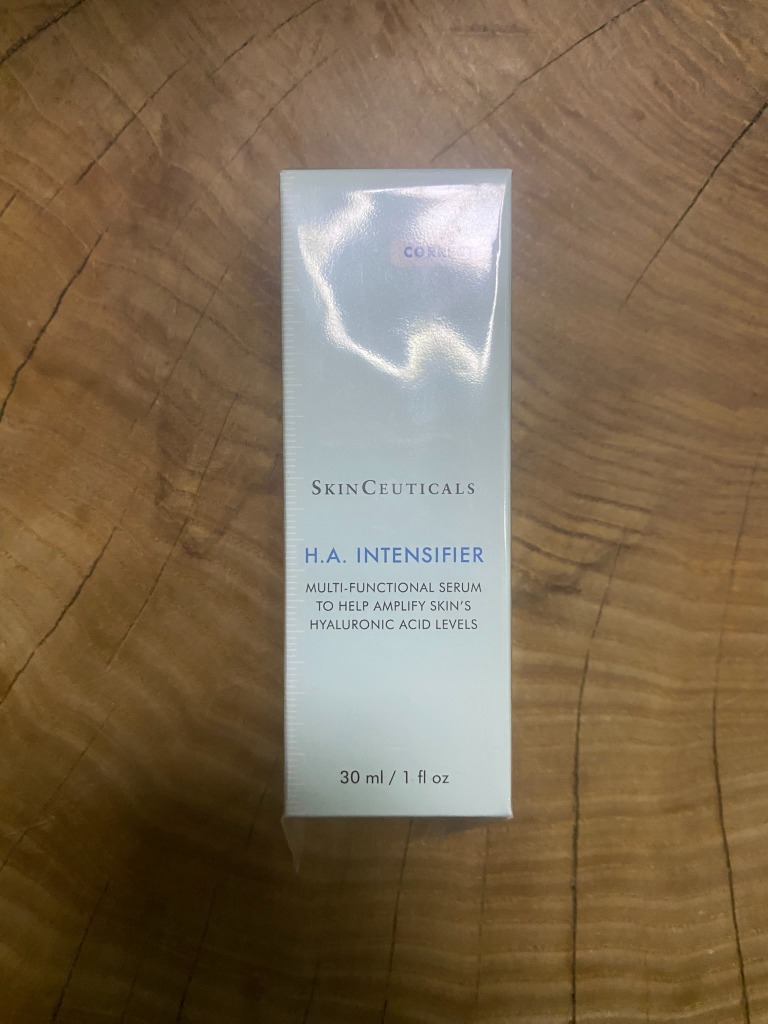 SKINCEUTICALS
H.A. INTENSIFIER
MULTI-FUNCTIONAL SERUM
TO HELP AMPLIFY SKIN'S
HYALURONIC ACID LEVELS
30 ml / 1 fl oz